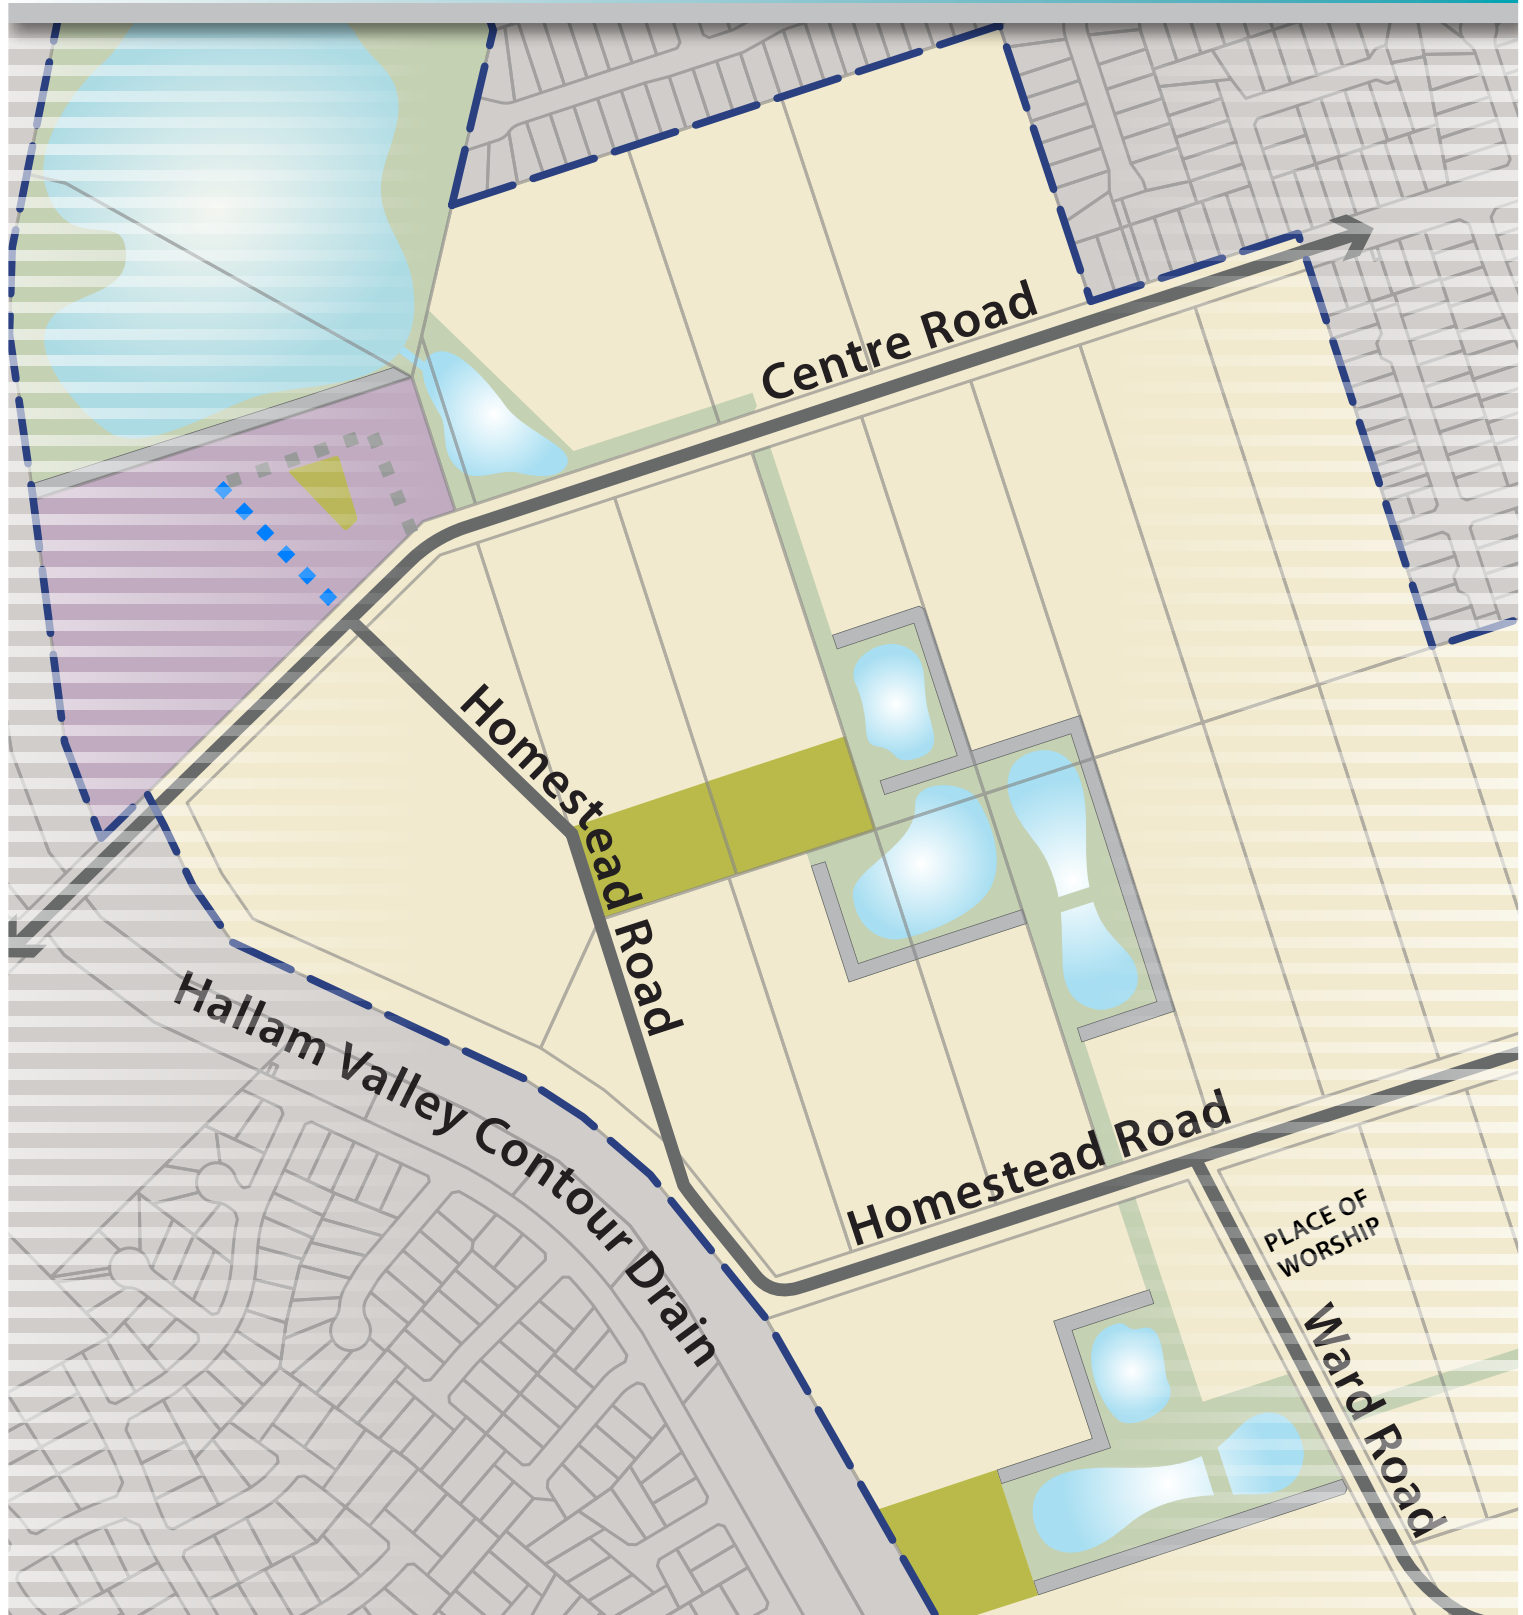 Centre Road
Homestead Road
Hallam Valley Contour Drain
Homestead Road
PLACE OF
WORSHIP
Ward Road